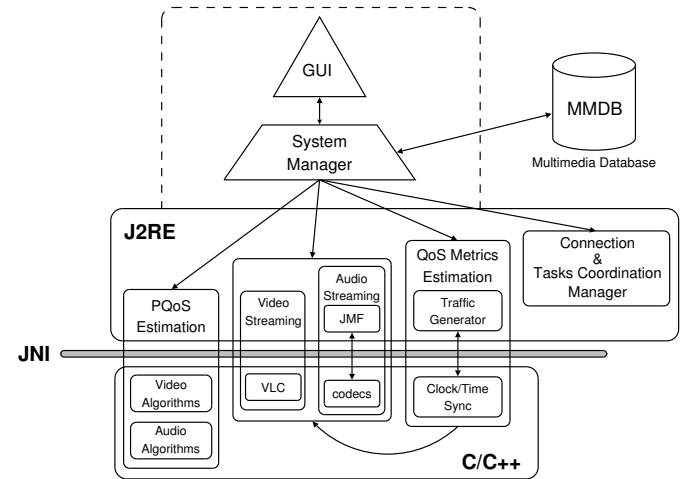 GUI
System
Manager
MMDB
Multimedia Database
J2RE
Connection
&
Tasks Coordination
Manager
QoS Metrics
Estimation
Traffic
Generator
Audio
Streaming
JMF
Video
Streaming
PQoS
Estimation
JNI
Video
Algorithms
Audio
Algorithms
VLC
codecs
Clock/Time
Sync
C/C++